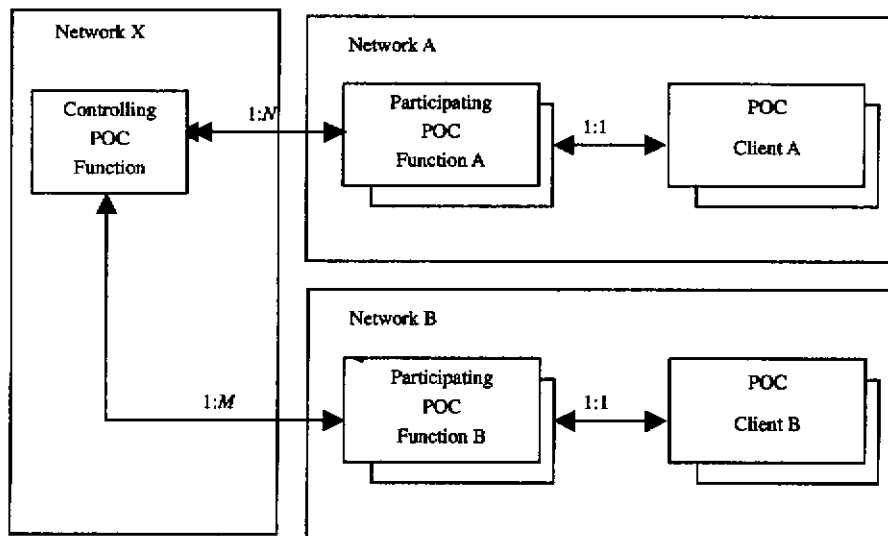 Network X
Controlling
POC
Function
1:N
1:M
Network A
Participating
POC
Function A
1:1
POC
Client A
Network B
Participating
POC
Function B
1:1
POC
Client B